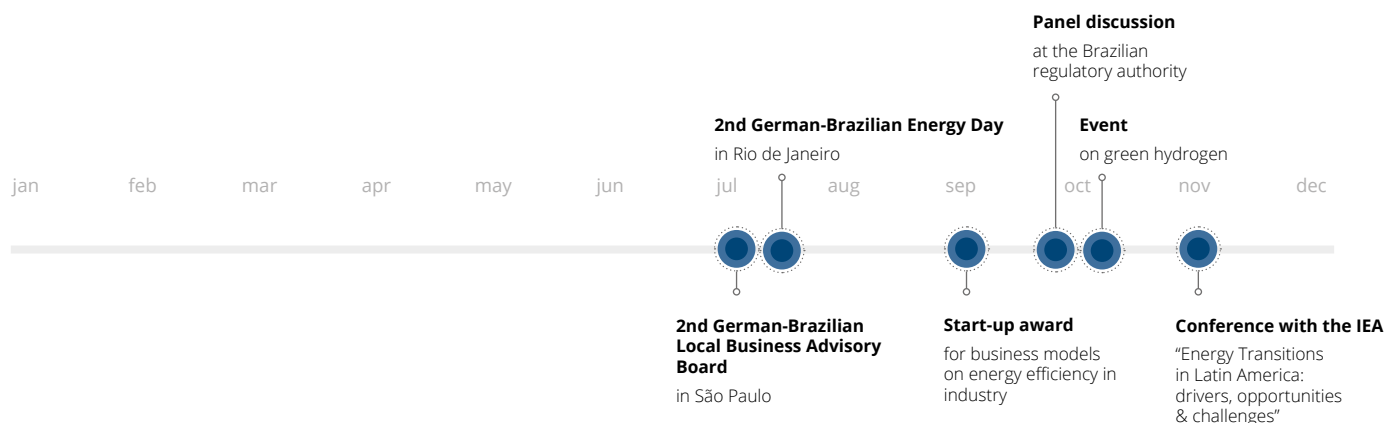 Panel discussion
at the Brazilian
regulatory authority
2nd German-Brazilian Energy Day
in Rio de Janeiro
Event
on green hydrogen
jan feb mar apr may jun jul aug sep oct nov dec
2nd German-Brazilian
Local Business Advisory
Board
in São Paulo
Start-up award
for business models
on energy efficiency in
industry
Conference with the IEA
“Energy Transitions
in Latin America:
drivers, opportunities
& challenges”